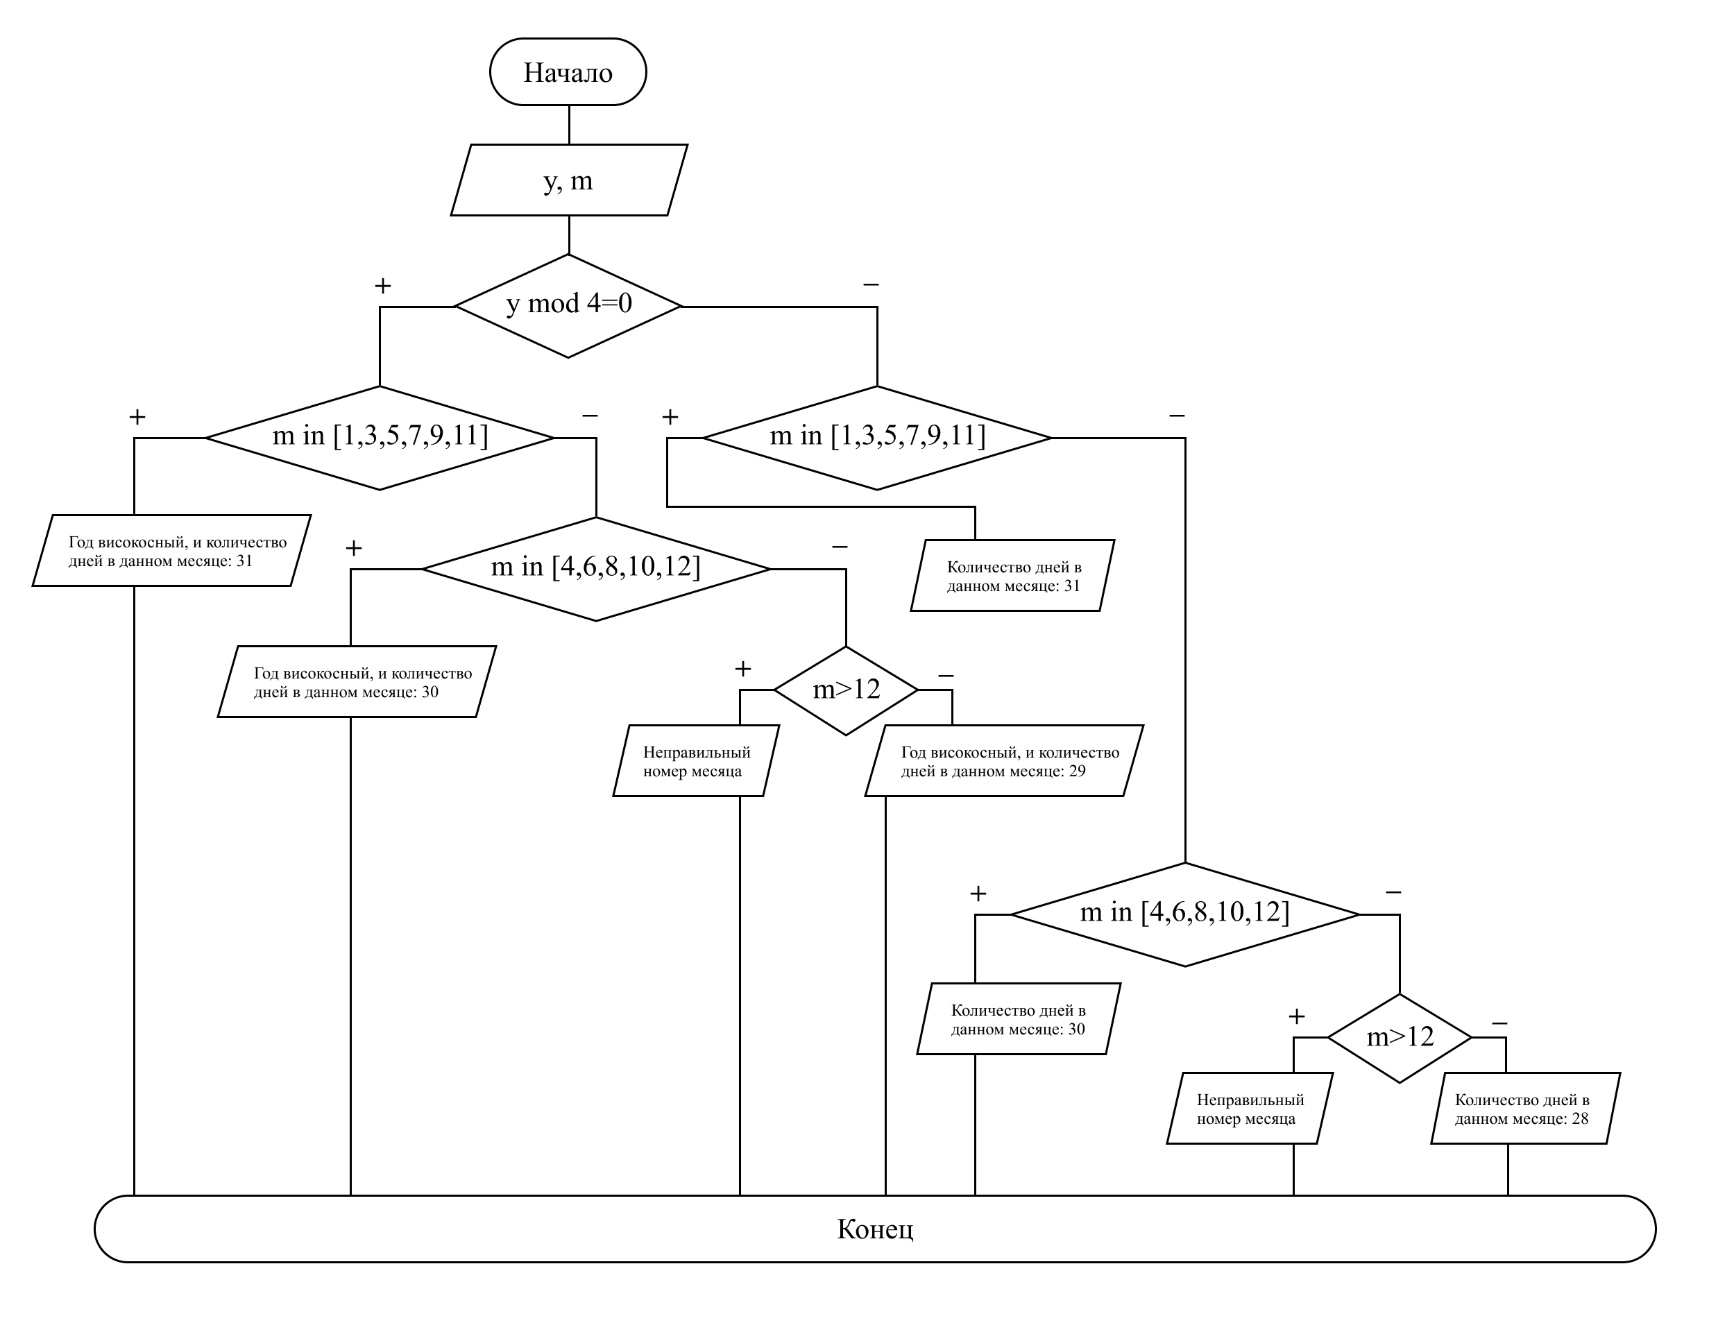 Начало
y, m
+
−
y mod 4=0
+
−
+
−
m in [1,3,5,7,9,11]
m in [1,3,5,7,9,11]
Год високосный, и количество
дней в данном месяце: 31
+
−
m in [4,6,8,10,12]
Количество дней в
данном месяце: 31
Год високосный, и количество
дней в данном месяце: 30
+
−
m>12
Неправильный
номер месяца
Год високосный, и количество
дней в данном месяце: 29
+
−
m in [4,6,8,10,12]
Количество дней в
данном месяце: 30
+
−
m>12
Неправильный
номер месяца
Количество дней в
данном месяце: 28
Конец